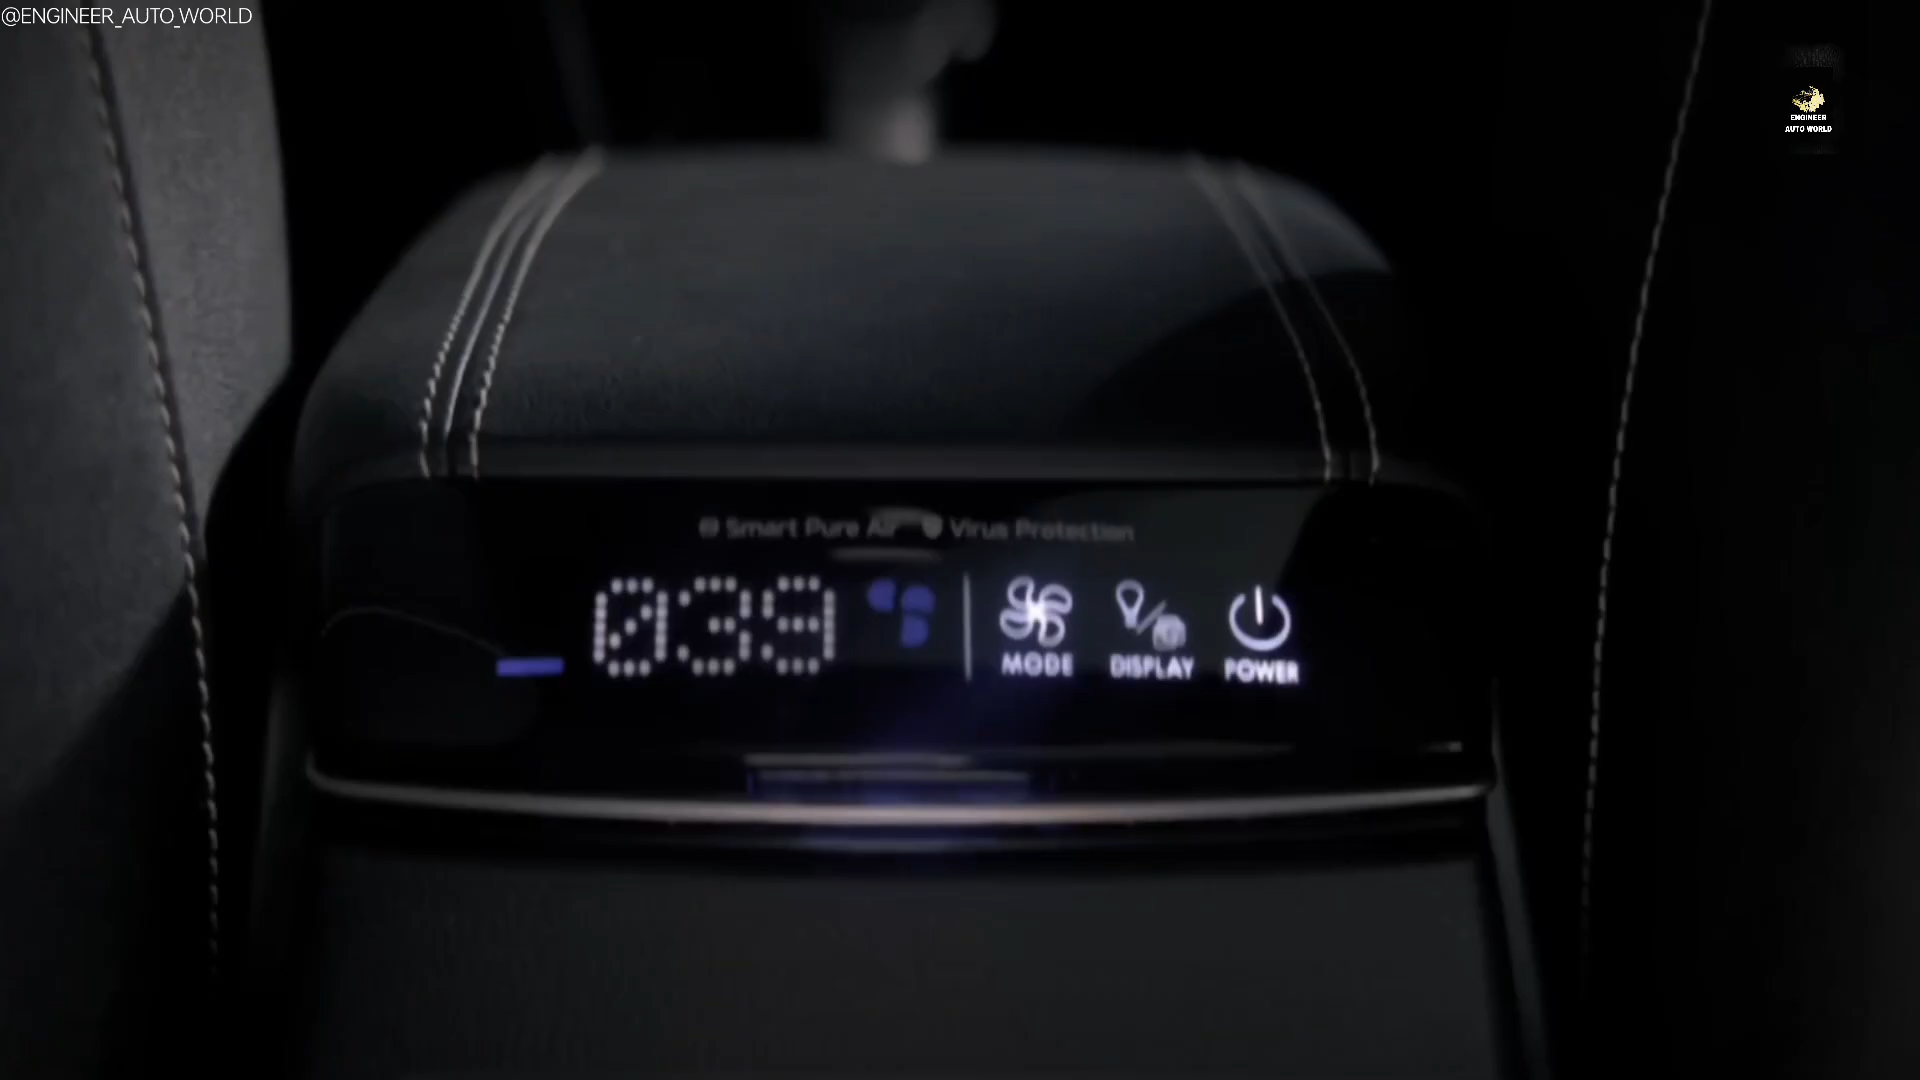 @ENGINEER_AUTO_WORLD
ENGINEER
AUTO WORLD
Smart Pure Air Virus Protection
039
MODE DISPLAY POWER